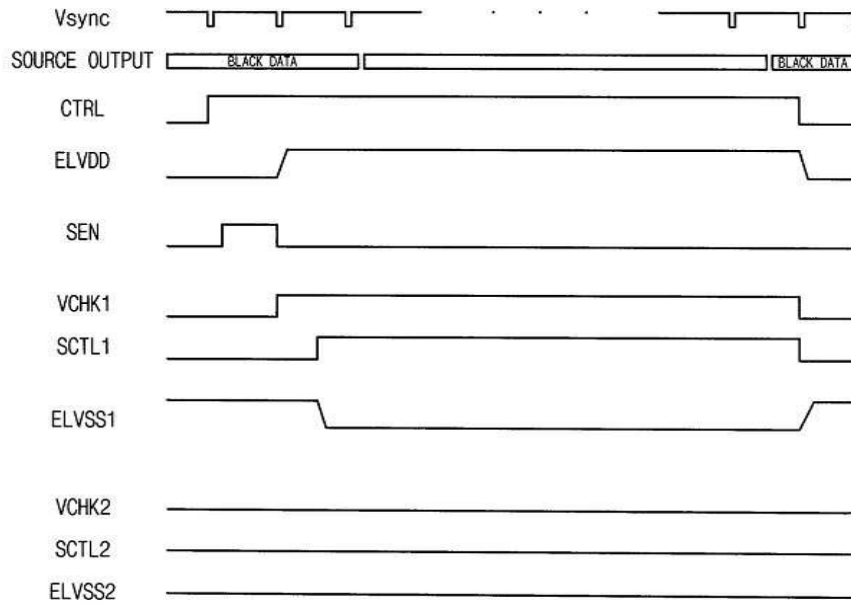 Vsync
SOURCE OUTPUT
BLACK DATA
BLACK DATA
CTRL
ELVDD
SEN
VCHK1
SCTL1
ELVSS1
VCHK2
SCTL2
ELVSS2